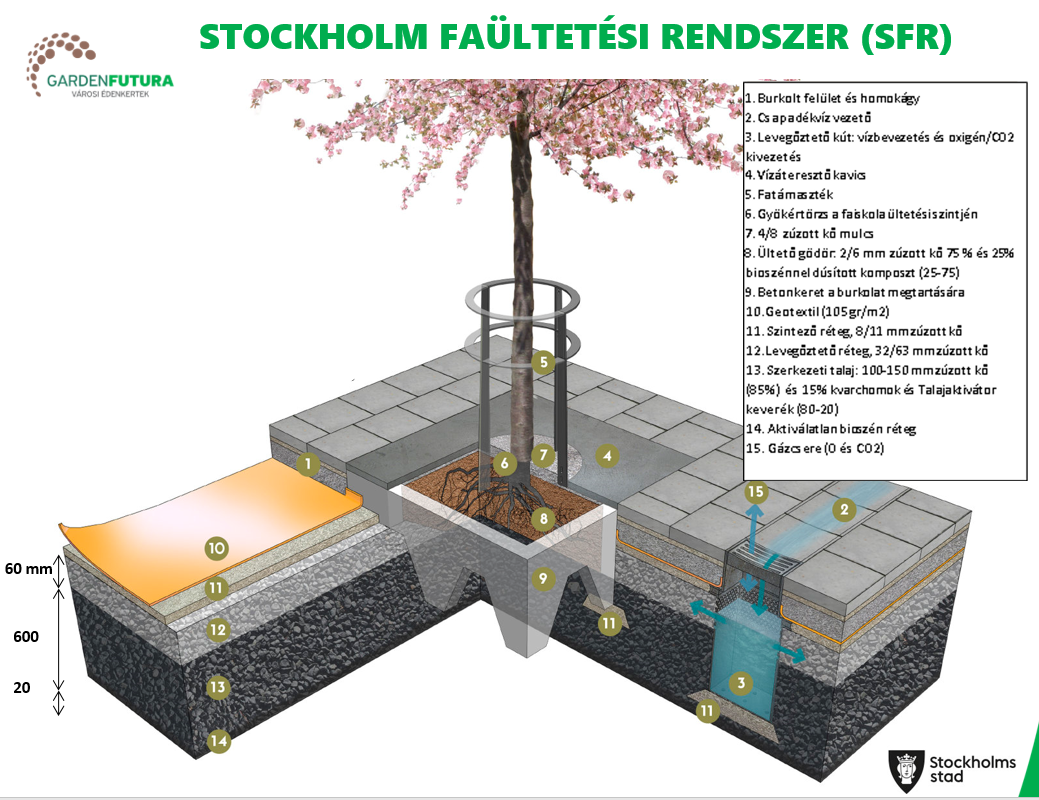 STOCKHOLM FAÜLTETÉSI RENDSZER (SFR)
GARDENFUTURA
VÁROSI ÉDENKERTEK
1. Burkolt felület és homokágy
2. Csapadékvíz vezető
3. Levegőztető kút: vízbevezetés és oxigén/CO2
kivezetés
4. Vízáteresztő kavics
5. Fatámaszték
6. Gyökértörzs a faiskola ültetési szintjén
7. 4/8 zúzott kő mulcs
8. Ültető gödör: 2/6 mm zúzott kő 75 % és 25%
bioszénnel dúsított komposzt (25-75)
9. Betonkeret a burkolat megtartására
10. Geotextil (105gr/m2)
11. Szintező réteg, 8/11 mm zúzott kő
12. Levegőztető réteg, 32/63 mm zúzott kő
13. Szerkezeti talaj: 100-150 mm zúzott kő
(85%) és 15% kvarchomok és Talajaktivátor
keverék (80-20)
14. Aktiválatlan bioszén réteg
15. Gázcsere (O és CO2)
5
1
6
7
4
15
2
8
10
60 mm
9
11
12
11
600
20
13
3
11
14
Stockholms
stad